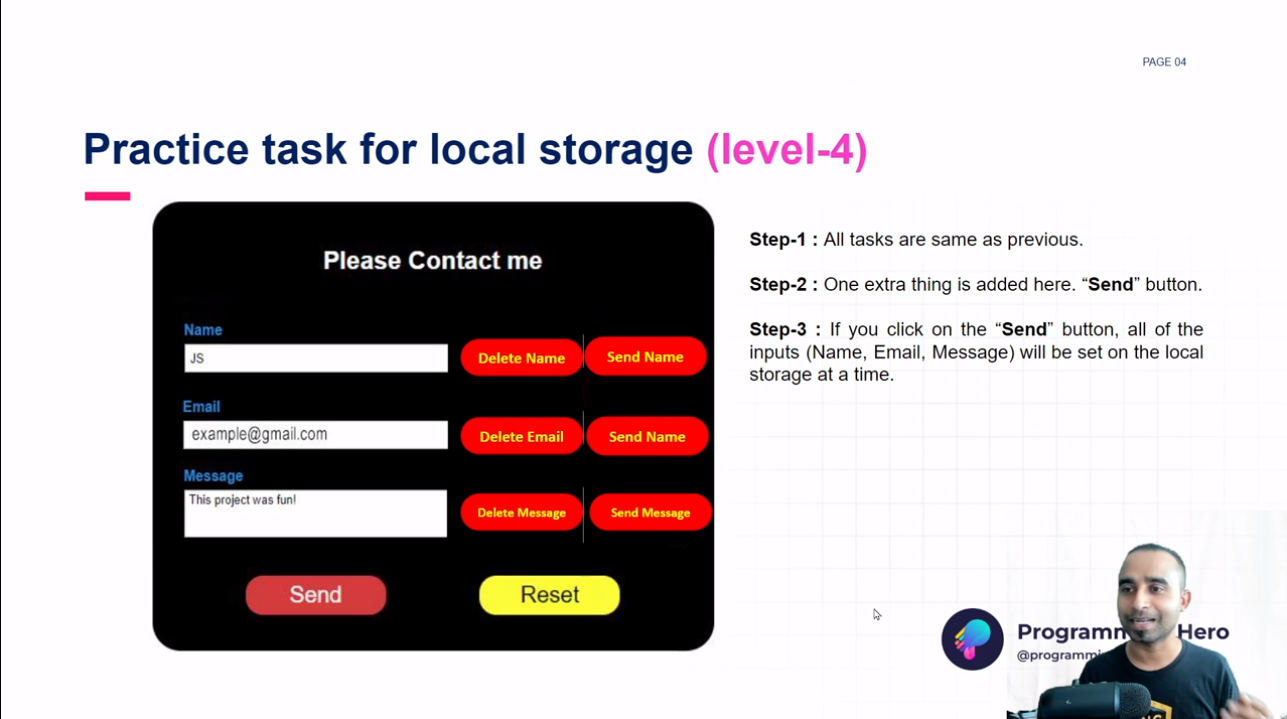 PAGE 04
Practice task for local storage (level-4)
Please Contact me
Name
JS
Delete Name
Send Name
Email
example@gmail.com
Delete Email
Send Name
Message
This project was fun!
Delete Message
Send Message
Send
Reset
Step-1 : All tasks are same as previous.
Step-2 : One extra thing is added here. “Send” button.
Step-3 : If you click on the “Send” button, all of the
inputs (Name, Email, Message) will be set on the local
storage at a time.
Hero